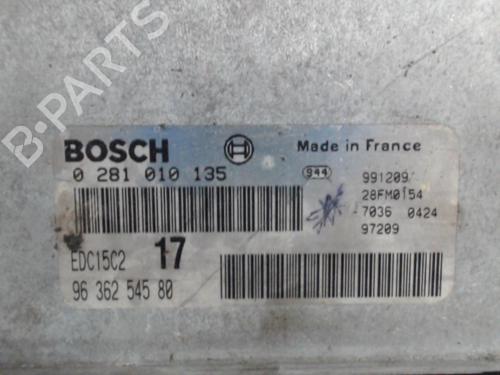 B-PARTS
BOSCH
Made in France
0 281 010 135
944
991209
28FM0154
7036 0424
97209
EDC15C2 17
96 362 545 80